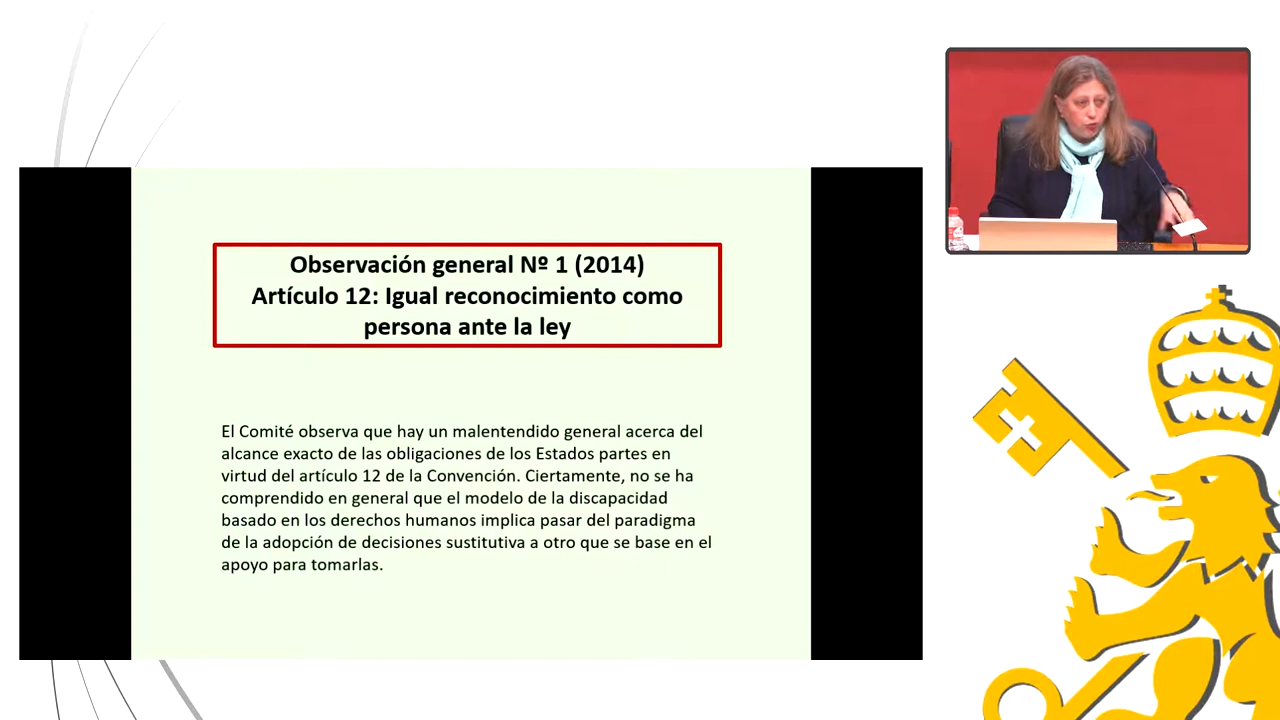 Observación general Nº 1 (2014)
Artículo 12: Igual reconocimiento como
persona ante la ley
El Comité observa que hay un malentendido general acerca del
alcance exacto de las obligaciones de los Estados partes en
virtud del artículo 12 de la Convención. Ciertamente, no se ha
comprendido en general que el modelo de la discapacidad
basado en los derechos humanos implica pasar del paradigma
de la adopción de decisiones sustitutiva a otro que se base en el
apoyo para tomarlas.